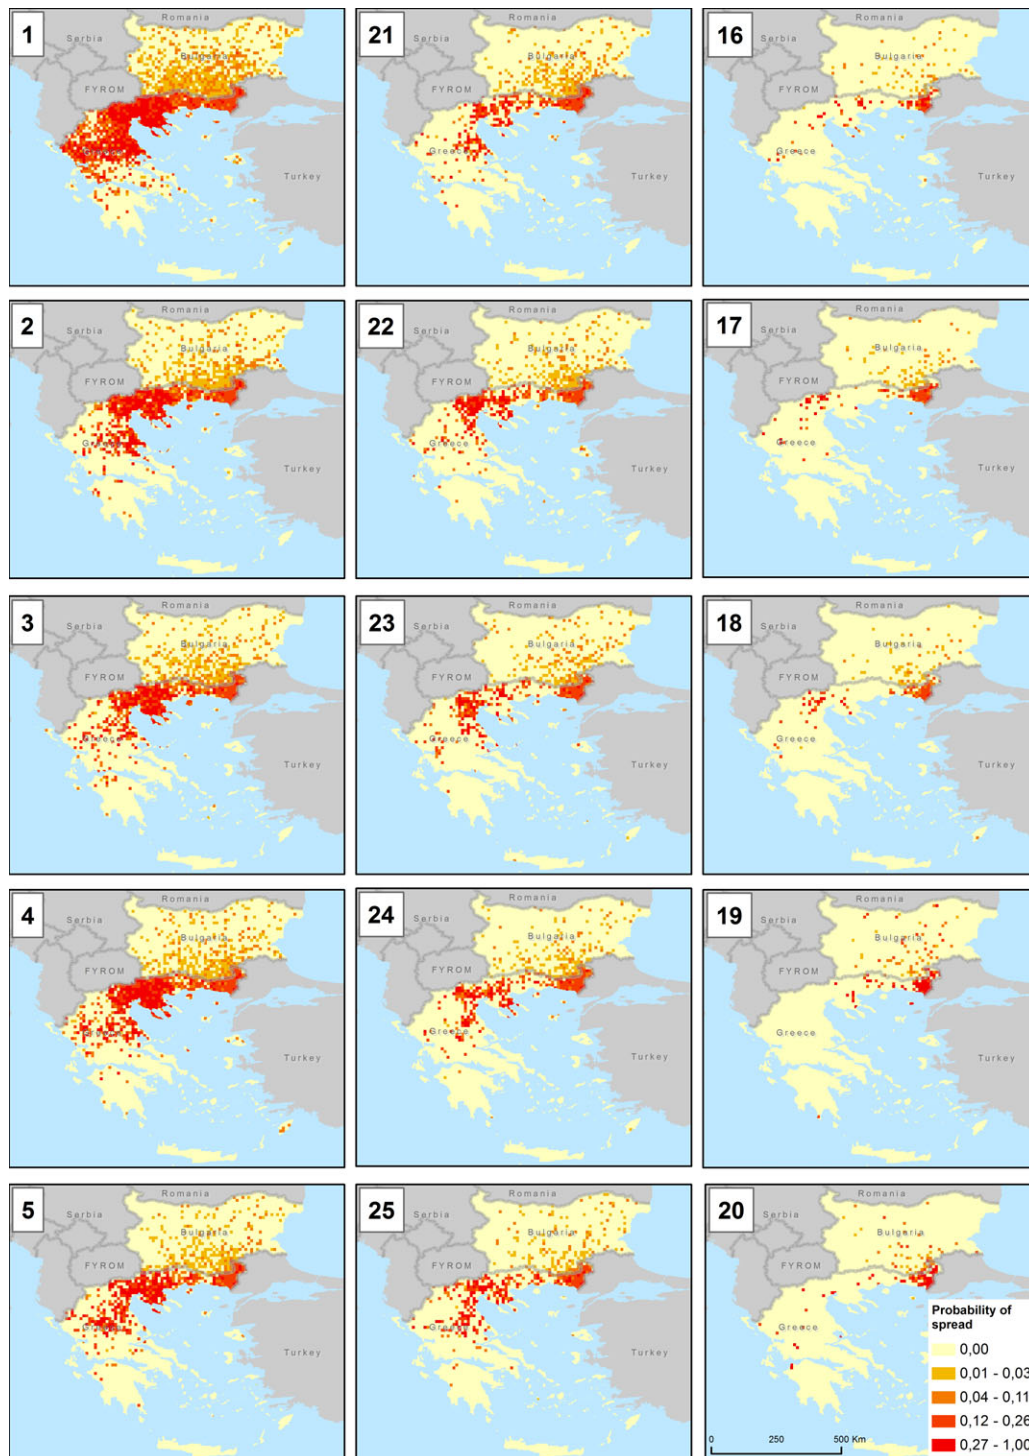 1
Romania
Serbia
Bulgaria
FYROM
Greece
Turkey
21
Romania
Serbia
Bulgaria
FYROM
Greece
Turkey
16
Romania
Serbia
Bulgaria
FYROM
Greece
Turkey
2
Romania
Serbia
Bulgaria
FYROM
Greece
Turkey
22
Romania
Serbia
Bulgaria
FYROM
Greece
Turkey
17
Romania
Serbia
Bulgaria
FYROM
Greece
Turkey
3
Romania
Serbia
Bulgaria
FYROM
Greece
Turkey
23
Romania
Serbia
Bulgaria
FYROM
Greece
Turkey
18
Romania
Serbia
Bulgaria
FYROM
Greece
Turkey
4
Romania
Serbia
Bulgaria
FYROM
Greece
Turkey
24
Romania
Serbia
Bulgaria
FYROM
Greece
Turkey
19
Romania
Serbia
Bulgaria
FYROM
Greece
Turkey
5
Romania
Serbia
Bulgaria
FYROM
Greece
Turkey
25
Romania
Serbia
Bulgaria
FYROM
Greece
Turkey
20
Romania
Serbia
Bulgaria
FYROM
Greece
Probability of
spread
0,00
0,01 - 0,03
0,04 - 0,11
0,12 - 0,26
0,27 - 1,00
0 250 500 Km